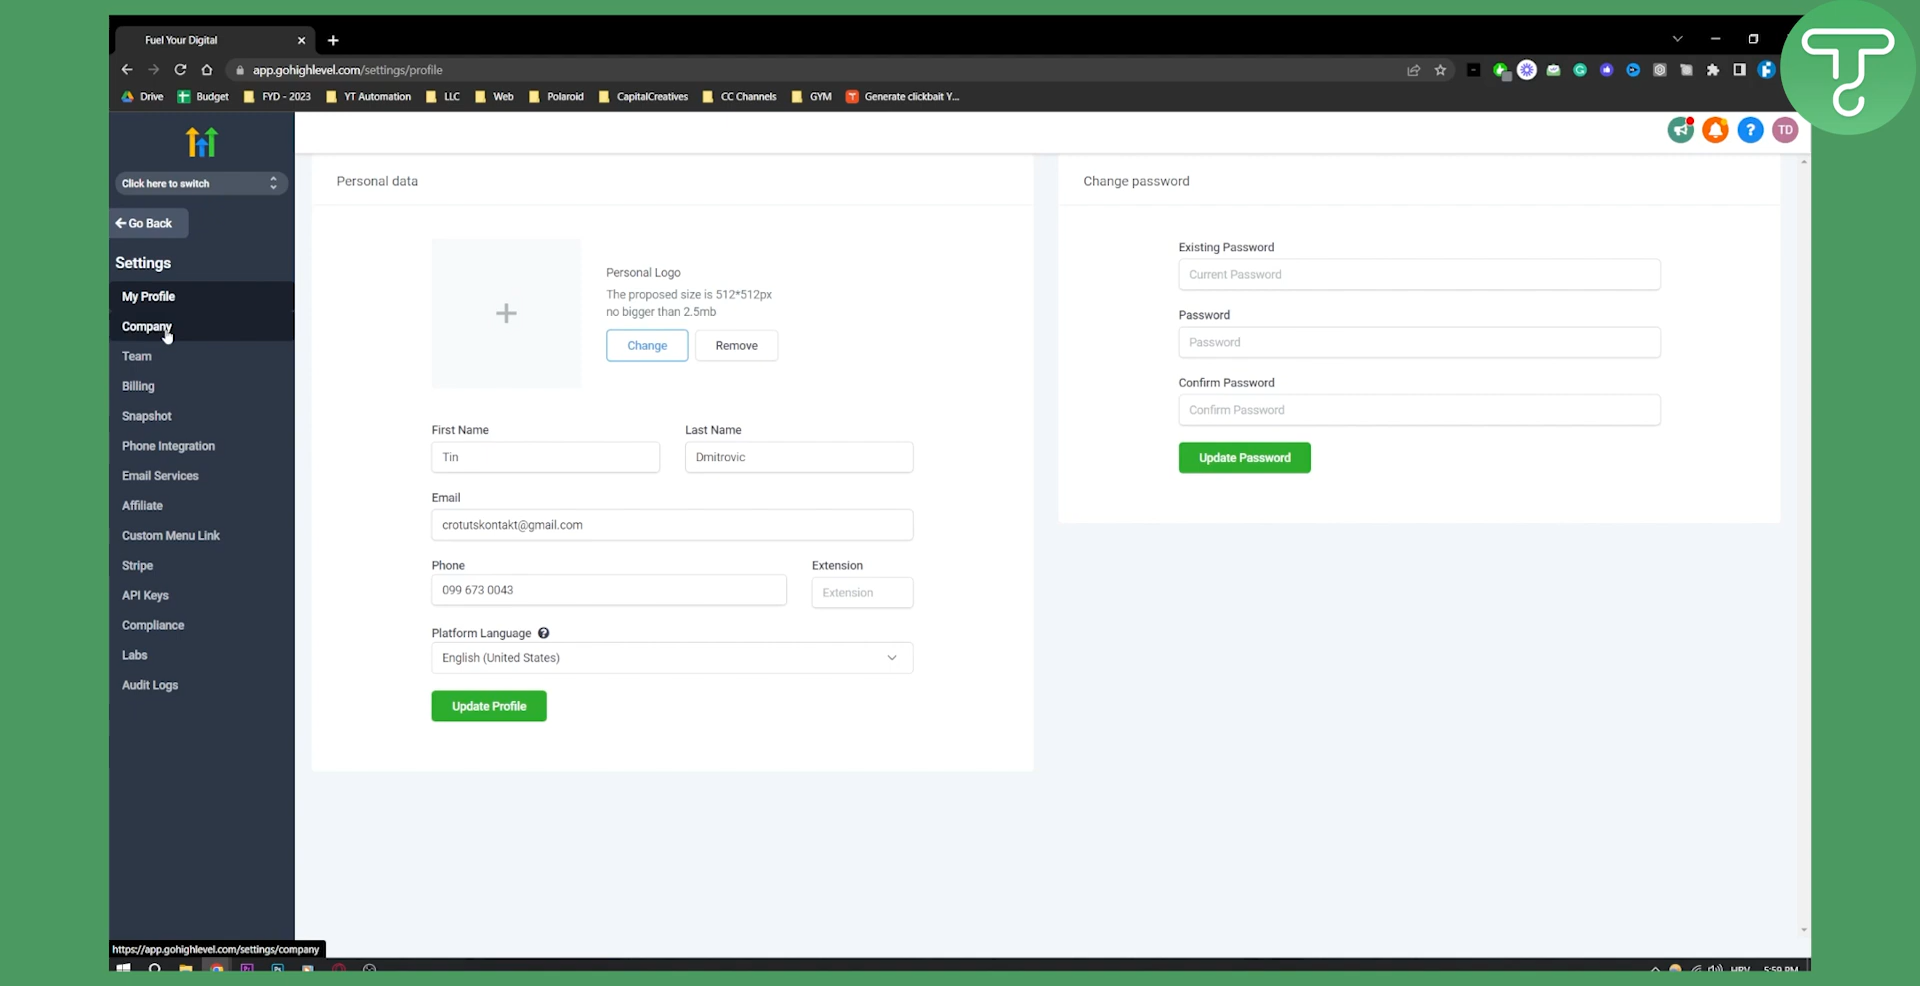 Fuel Your Digital
app.gohighlevel.com/settings/profile
Drive Budget FYD - 2023 YT Automation LLC Web Polaroid CapitalCreatives CC Channels GYM Generate clickbait Y...
TD
Click here to switch
Go Back
Settings
My Profile
Company
Team
Billing
Snapshot
Phone Integration
Email Services
Affiliate
Custom Menu Link
Stripe
API Keys
Compliance
Labs
Audit Logs
Personal data
Personal Logo
The proposed size is 512*512px
no bigger than 2.5mb
Change Remove
First Name Last Name
Tin Dmitrovic
Email
crotutskontakt@gmail.com
Phone Extension
099 673 0043 Extension
Platform Language
English (United States)
Update Profile
Change password
Existing Password
Current Password
Password
Password
Confirm Password
Confirm Password
Update Password
https://app.gohighlevel.com/settings/company
HRV 5:59 PM